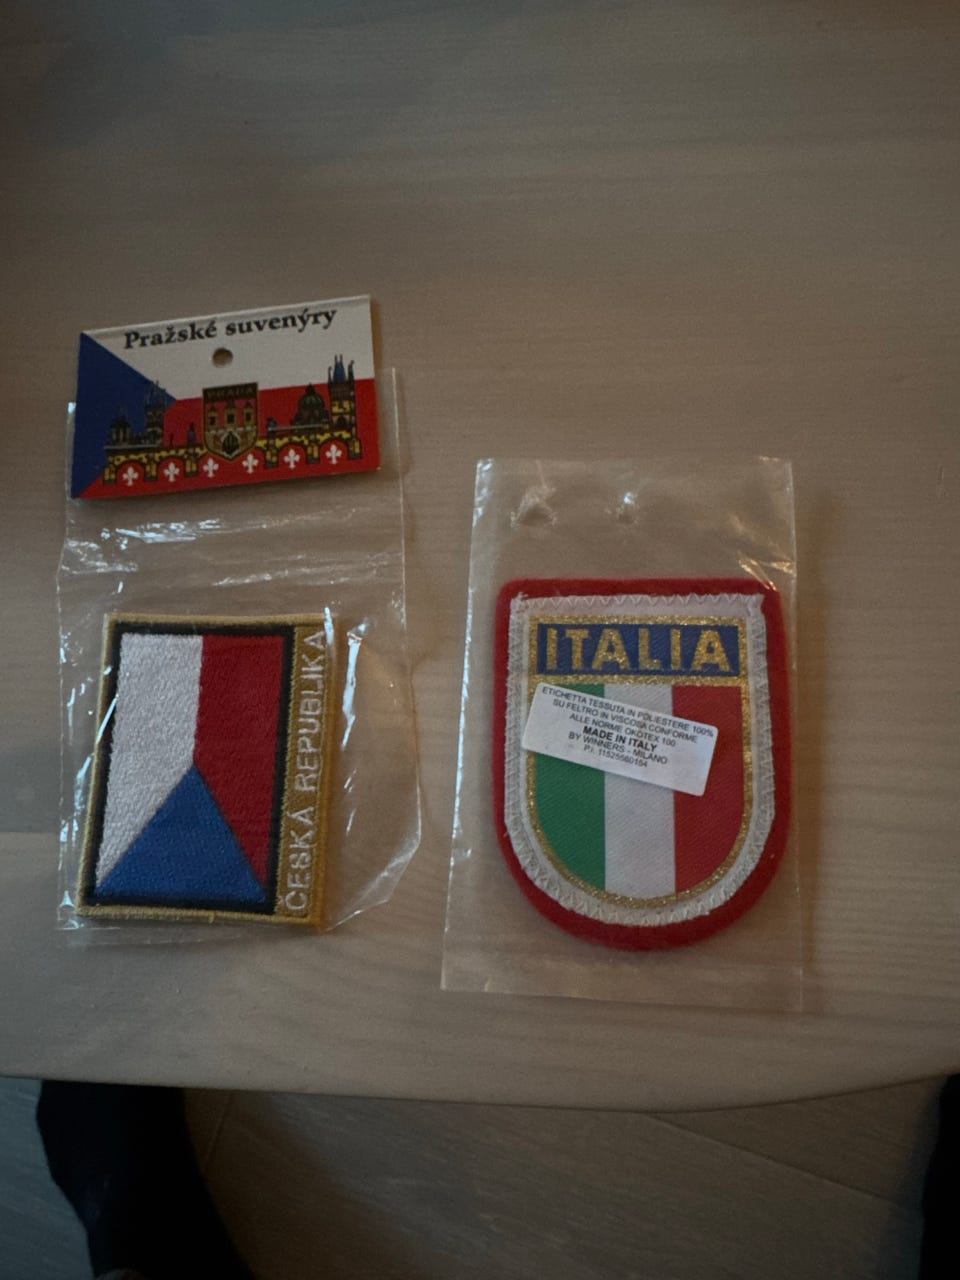 Pražské suvenýry
PRAHA
ČESKÁ REPUBLIKA
ITALIA
ETICHETTA TESSUTA IN POLIESTERE 100%
SU FELTRO IN VISCOSA CONFORME
ALLE NORME OKOTEX 100
MADE IN ITALY
BY WINNERS - MILANO
P.I. 11525560154